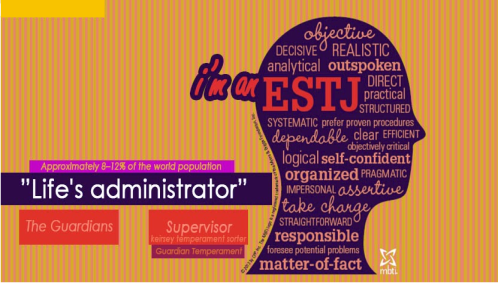 objective
DECISIVE REALISTIC
analytical outspoken
i'm an ESTJ
DIRECT
practical
STRUCTURED
SYSTEMATIC prefer proven procedures
dependable clear EFFICIENT
objectively critical
logical self-confident
organized PRAGMATIC
IMPERSONAL assertive
take charge
STRAIGHTFORWARD
responsible
foresee potential problems
matter-of-fact
mbti
Approximately 8-12% of the world population
"Life's administrator"
The Guardians
Supervisor
keirsey temperament sorter
Guardian Temperament